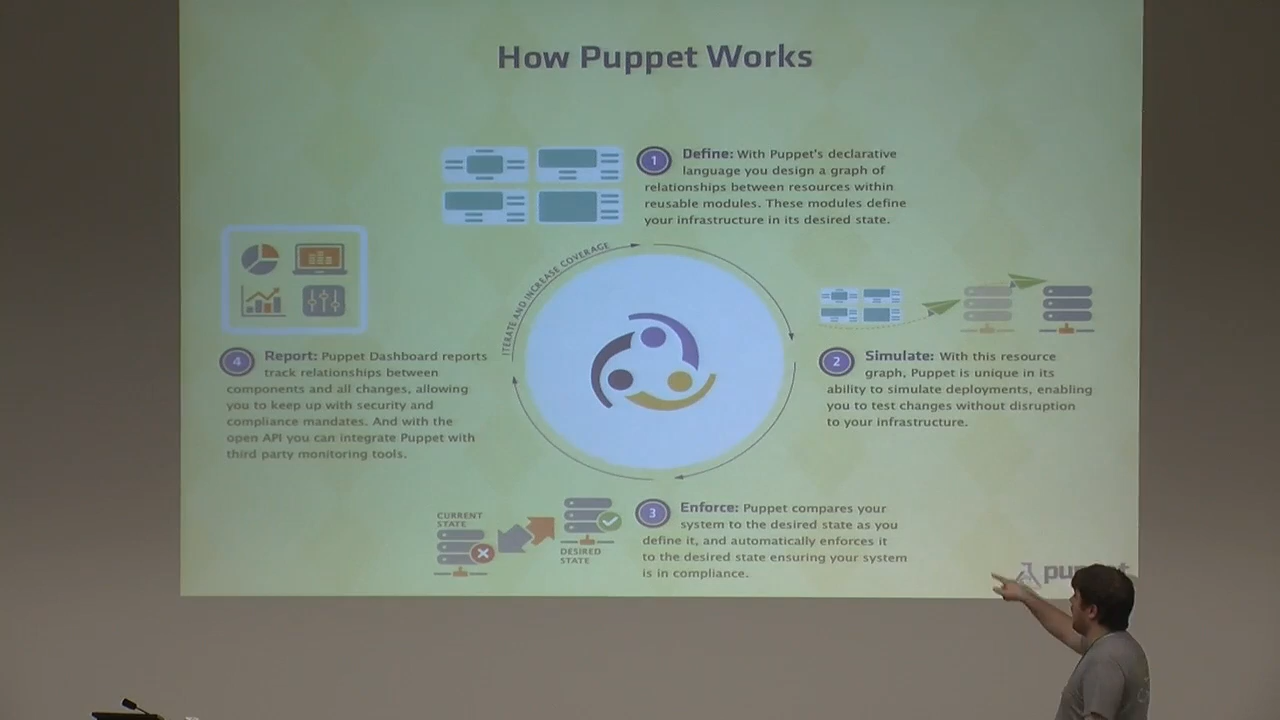 How Puppet Works
1 Define: With Puppet's declarative
language you design a graph of
relationships between resources within
reusable modules. These modules define
your infrastructure in its desired state.
ITERATE AND INCREASE COVERAGE
2 Simulate: With this resource
graph, Puppet is unique in its
ability to simulate deployments, enabling
you to test changes without disruption
to your infrastructure.
3 Enforce: Puppet compares your
system to the desired state as you
define it, and automatically enforces it
to the desired state ensuring your system
is in compliance.
CURRENT
STATE
DESIRED
STATE
4 Report: Puppet Dashboard reports
track relationships between
components and all changes, allowing
you to keep up with security and
compliance mandates. And with the
open API you can integrate Puppet with
third party monitoring tools.